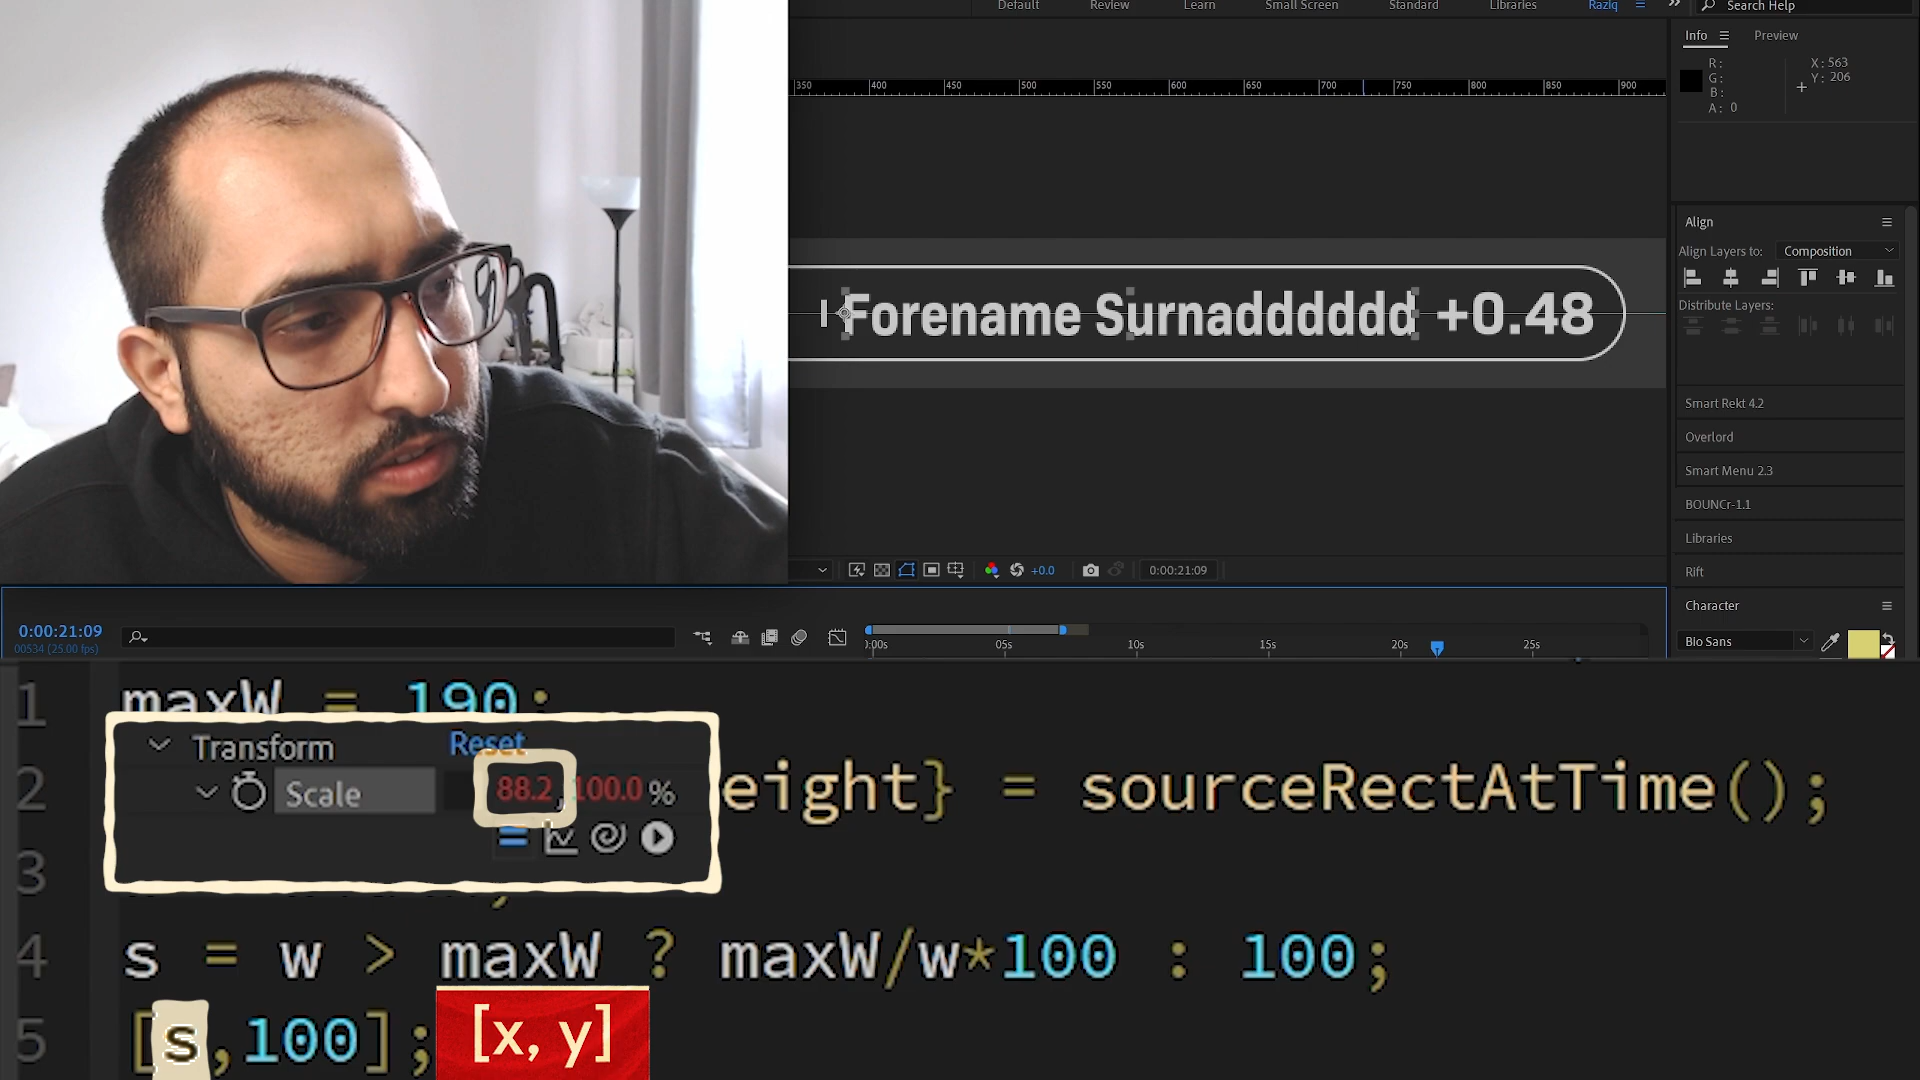 Default Review Learn Small Screen Standard Libraries Raziq Search Help
Info Preview
R: X: 563
G: Y: 206
B:
A: 0
350 400 450 500 550 600 650 700 750 800 850 900
Align
Align Layers to: Composition
Distribute Layers:
Forename Surnadddddd +0.48
Smart Rekt 4.2
Overlord
Smart Menu 2.3
BOUNCr-1.1
Libraries
Rift
+0.0 0:00:21:09
Character
Bio Sans
0:00:21:09
00534 (25.00 fps)
:00s 05s 10s 15s 20s 25s
1 maxW = 190;
Transform Reset
Scale 88.2, 100.0 %
2 eight} = sourceRectAtTime();
3
4 s = w > maxW ? maxW/w*100 : 100;
5 [s,100]; [x, y]